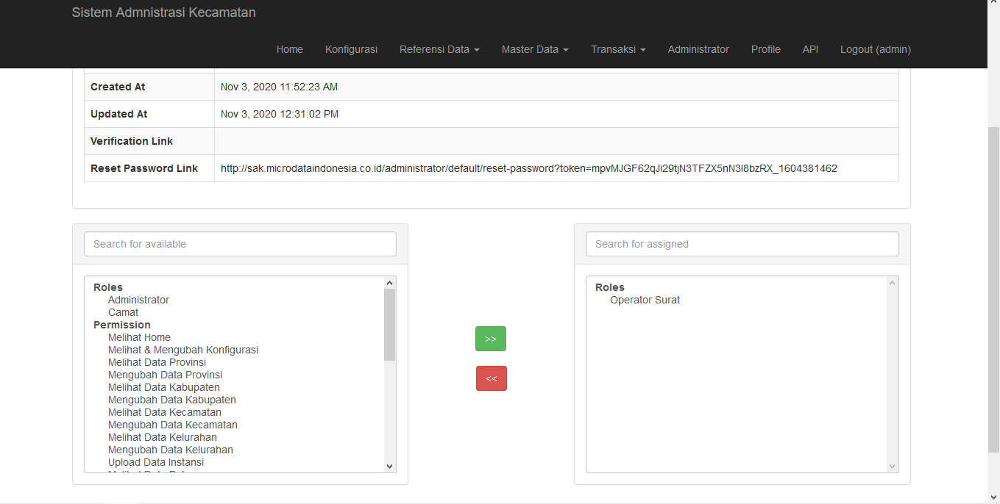 Sistem Admnistrasi Kecamatan
Home Konfigurasi Referensi Data Master Data Transaksi Administrator Profile API Logout (admin)
Created At Nov 3, 2020 11:52:23 AM
Updated At Nov 3, 2020 12:31:02 PM
Verification Link
Reset Password Link http://sak.microdataindonesia.co.id/administrator/default/reset-password?token=mpvMJGF62qJi29tjN3TFZX5nN3l8bzRX_1604381462
Search for available
Roles
Administrator
Camat
Permission
Melihat Home
Melihat & Mengubah Konfigurasi
Melihat Data Provinsi
Mengubah Data Provinsi
Melihat Data Kabupaten
Mengubah Data Kabupaten
Melihat Data Kecamatan
Mengubah Data Kecamatan
Melihat Data Kelurahan
Mengubah Data Kelurahan
Upload Data Instansi
>>
<<
Search for assigned
Roles
Operator Surat